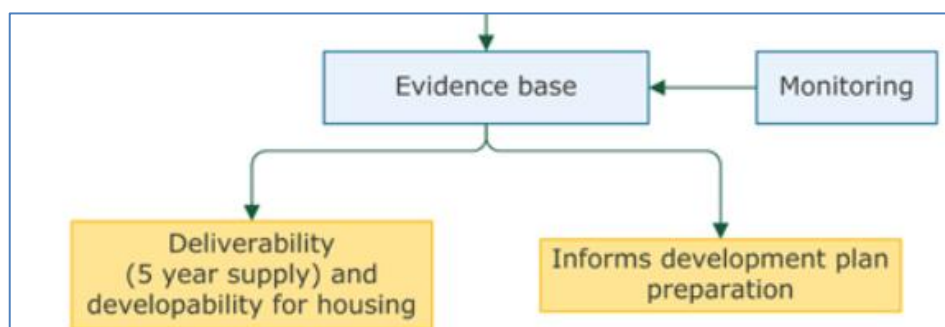 Evidence base
Monitoring
Deliverability
(5 year supply) and
developability for housing
Informs development plan
preparation